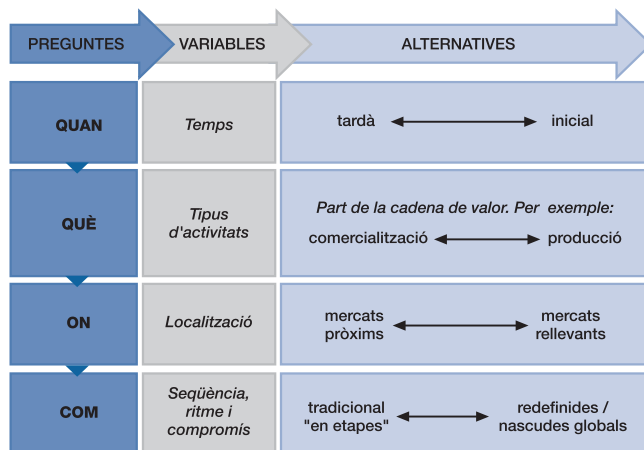 PREGUNTES
VARIABLES
ALTERNATIVES
QUAN
Temps
tardà
inicial
QUÈ
Tipus
d'activitats
Part de la cadena de valor. Per exemple:
comercialització
producció
ON
Localització
mercats
pròxims
mercats
rellevants
COM
Seqüència,
ritme i
compromís
tradicional
"en etapes"
redefinides /
nascudes globals